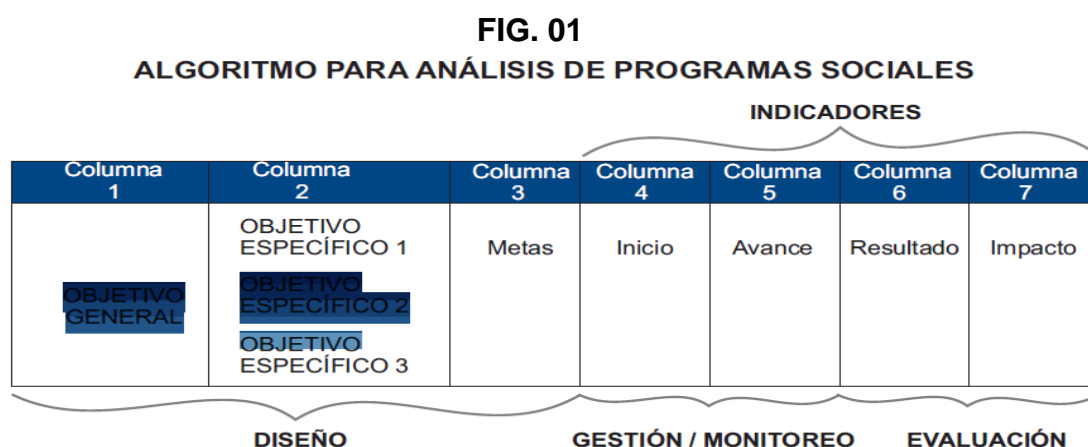 FIG. 01
ALGORITMO PARA ANÁLISIS DE PROGRAMAS SOCIALES
INDICADORES
Columna 1
Columna 2
Columna 3
Columna 4
Columna 5
Columna 6
Columna 7
OBJETIVO GENERAL
OBJETIVO
ESPECÍFICO 1
OBJETIVO
ESPECÍFICO 2
OBJETIVO
ESPECÍFICO 3
Metas
Inicio
Avance
Resultado
Impacto
DISEÑO
GESTIÓN / MONITOREO
EVALUACIÓN